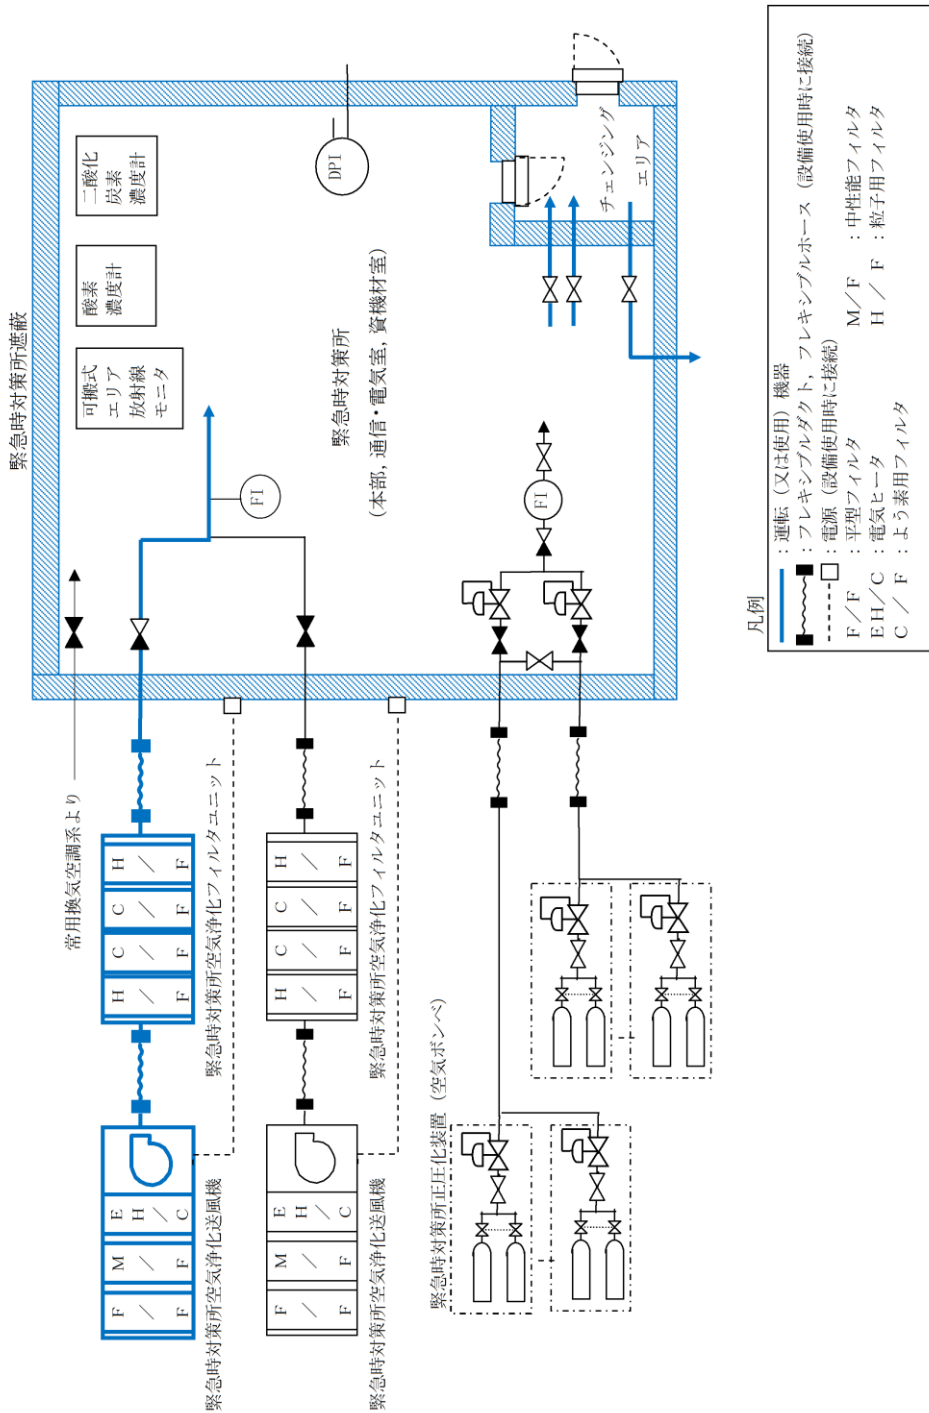 緊急時対策所遮蔽
二酸化
炭素
濃度計
酸素
濃度計
可搬式
エリア
放射線
モニタ
DPI
緊急時対策所
(本部,通信・電気室,資機材室)
チェンジング
エリア
FI
FI
常用換気空調系より
H/F
C/F
C/F
H/F
緊急時対策所空気浄化フィルタユニット
EH/C
M/F
F/F
緊急時対策所空気浄化送風機
H/F
C/F
C/F
H/F
緊急時対策所空気浄化フィルタユニット
EH/C
M/F
F/F
緊急時対策所空気浄化送風機
緊急時対策所正圧化装置(空気ボンベ)
凡例
:運転(又は使用)機器
:フレキシブルダクト,フレキシブルホース(設備使用時に接続)
:電源(設備使用時に接続)
F/F :平型フィルタ
M/F :中性能フィルタ
EH/C :電気ヒータ
H/F :粒子用フィルタ
C/F :よう素用フィルタ